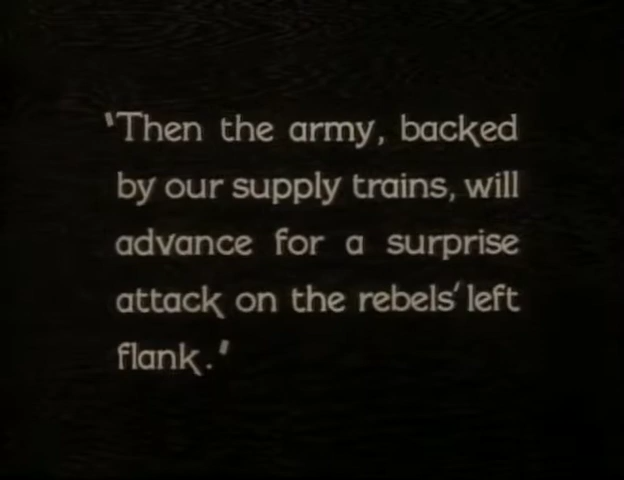 "Then the army, backed
by our supply trains, will
advance for a surprise
attack on the rebels' left
flank."